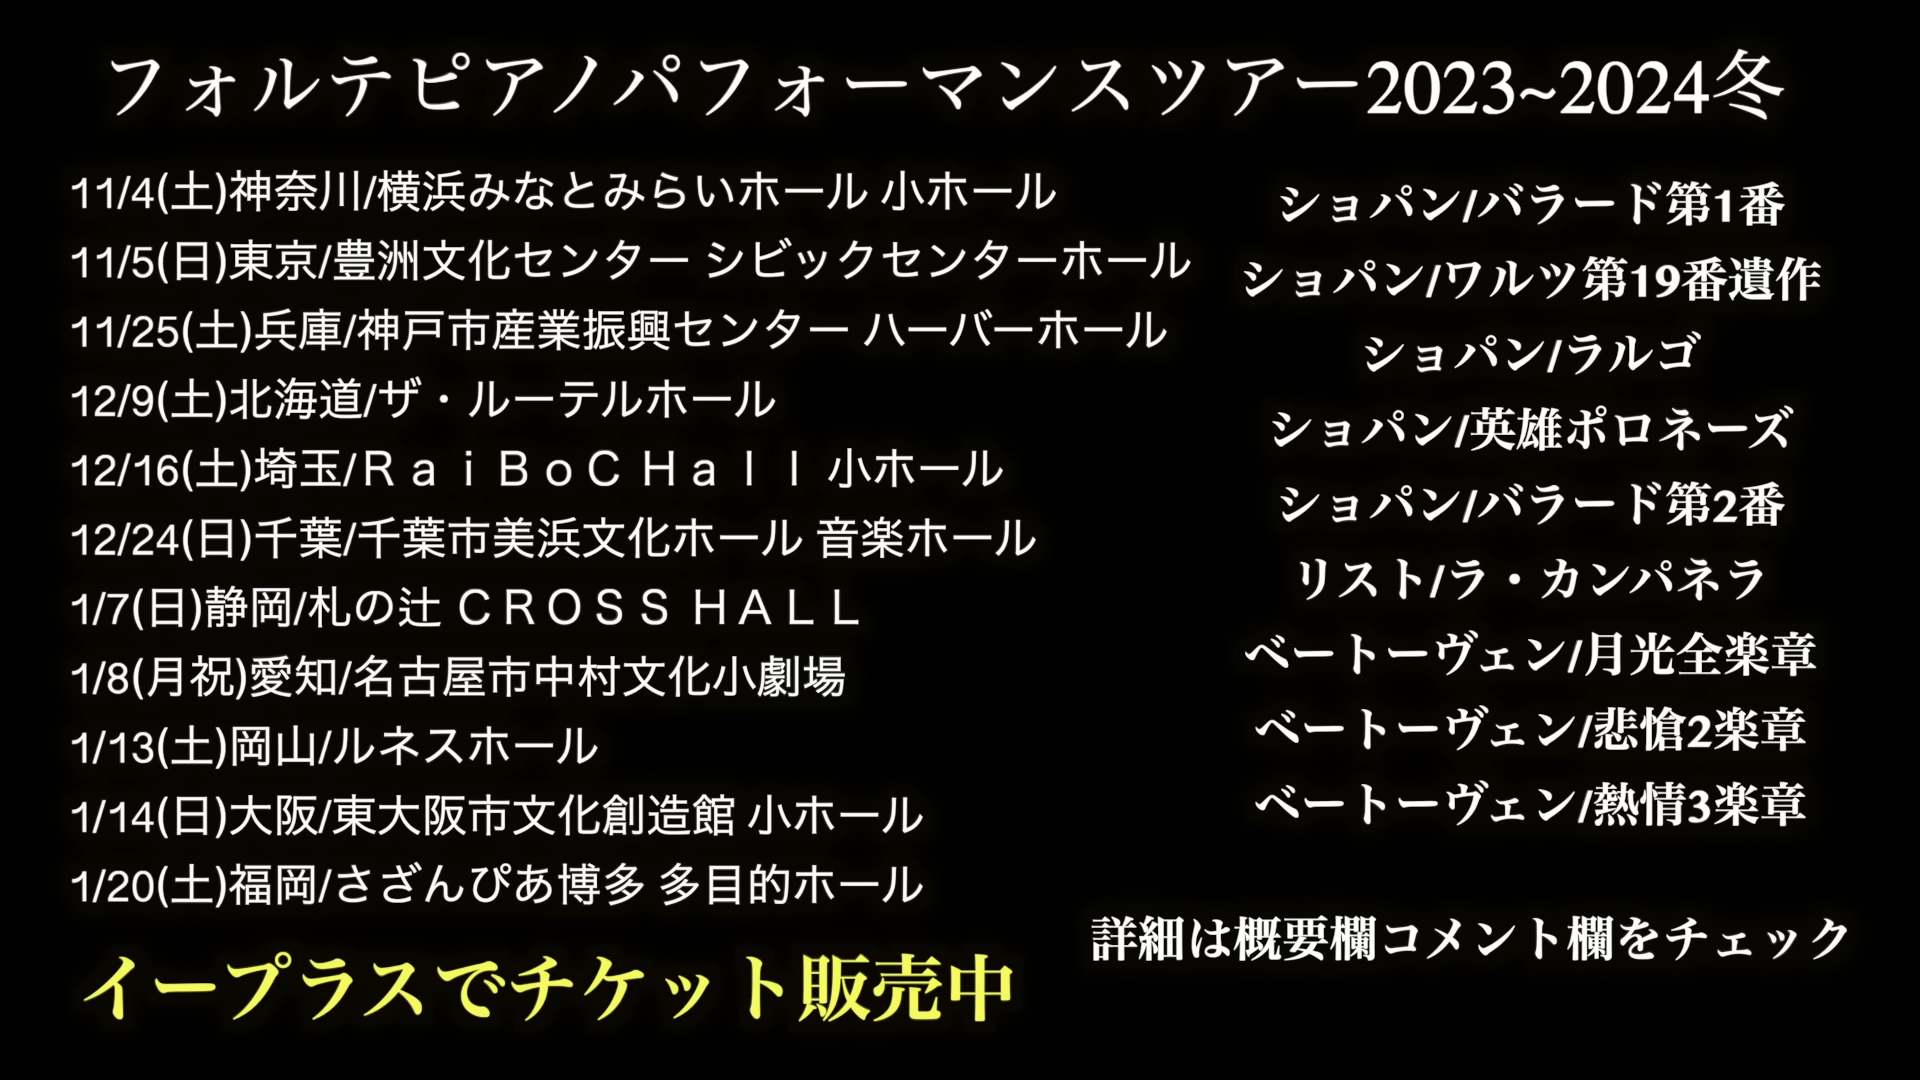 フォルテピアノパフォーマンスツアー2023~2024冬
11/4(土)神奈川/横浜みなとみらいホール 小ホール
11/5(日)東京/豊洲文化センター シビックセンターホール
11/25(土)兵庫/神戸市産業振興センター ハーバーホール
12/9(土)北海道/ザ・ルーテルホール
12/16(土)埼玉/ＲａｉＢｏＣ Ｈａｌｌ 小ホール
12/24(日)千葉/千葉市美浜文化ホール 音楽ホール
1/7(日)静岡/札の辻 ＣＲＯＳＳ ＨＡＬＬ
1/8(月祝)愛知/名古屋市中村文化小劇場
1/13(土)岡山/ルネスホール
1/14(日)大阪/東大阪市文化創造館 小ホール
1/20(土)福岡/さざんぴあ博多 多目的ホール
イープラスでチケット販売中
ショパン/バラード第1番
ショパン/ワルツ第19番遺作
ショパン/ラルゴ
ショパン/英雄ポロネーズ
ショパン/バラード第2番
リスト/ラ・カンパネラ
ベートーヴェン/月光全楽章
ベートーヴェン/悲愴2楽章
ベートーヴェン/熱情3楽章
詳細は概要欄コメント欄をチェック